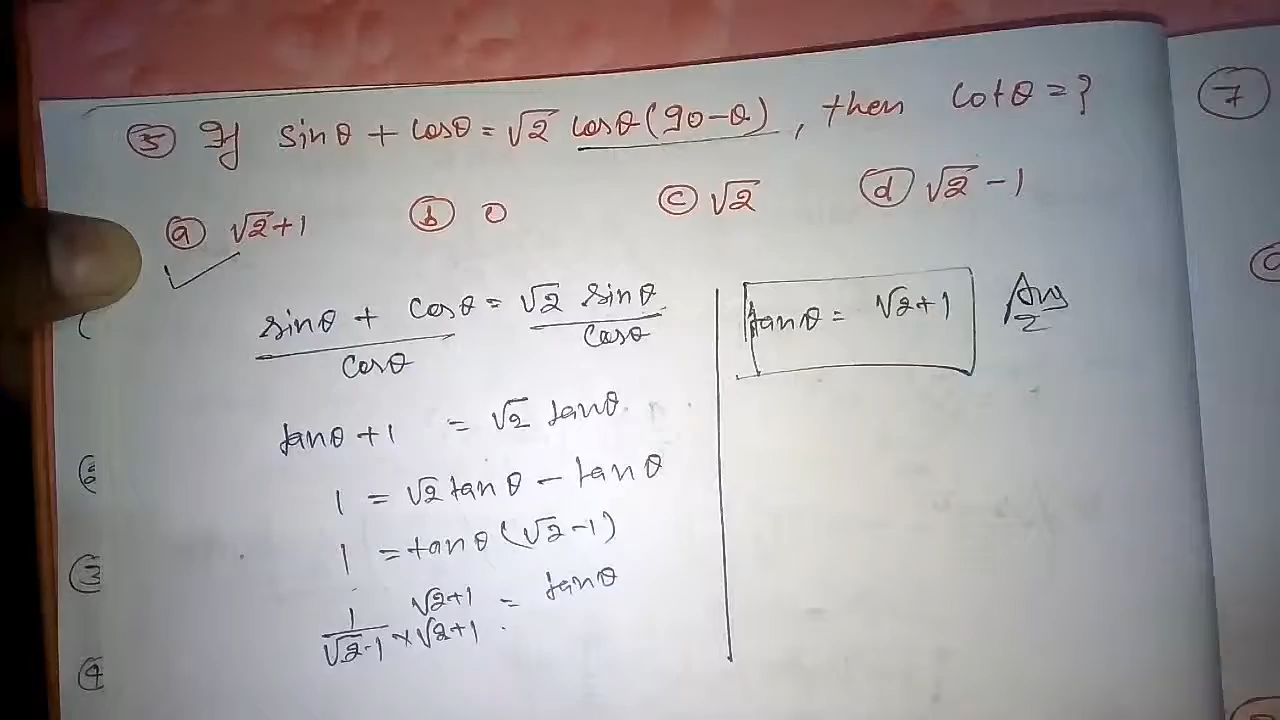 ⑤ If sinθ + cosθ = √2 cosθ(90-θ), then cotθ = ?
ⓐ √2+1 ⓑ 0 ⓒ √2 ⓓ √2 - 1
sinθ + cosθ / cosθ = √2 sinθ / cosθ
tanθ + 1 = √2 tanθ
1 = √2 tanθ - tanθ
1 = tanθ (√2-1)
1/√2-1 × √2+1/√2+1 = tanθ
tanθ = √2+1 Ans
⑦